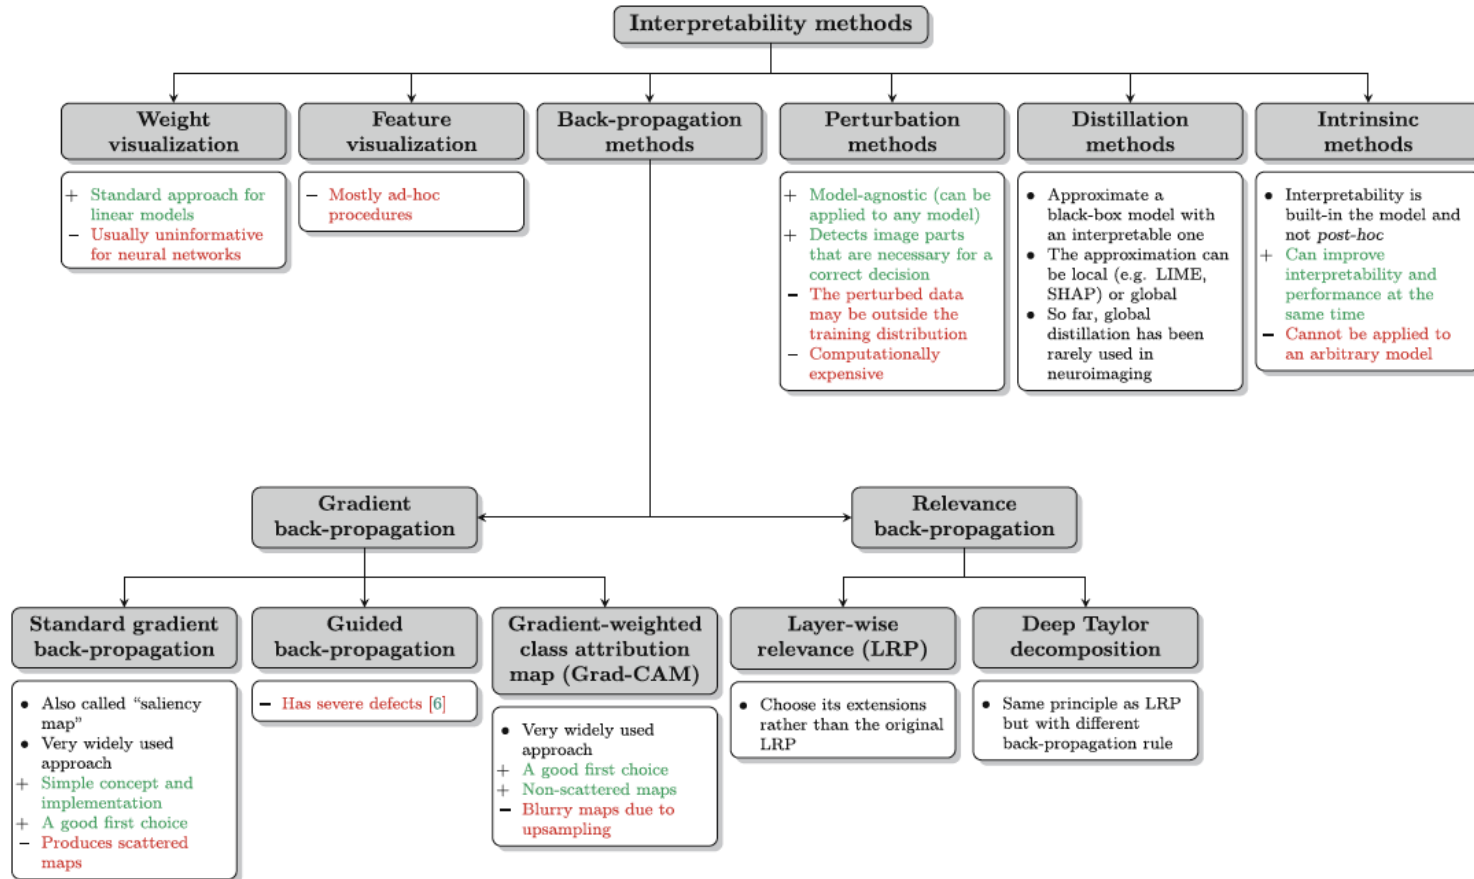 Interpretability methods
Weight
visualization
+ Standard approach for
linear models
− Usually uninformative
for neural networks
Feature
visualization
− Mostly ad-hoc
procedures
Back-propagation
methods
Perturbation
methods
+ Model-agnostic (can be
applied to any model)
+ Detects image parts
that are necessary for a
correct decision
− The perturbed data
may be outside the
training distribution
− Computationally
expensive
Distillation
methods
• Approximate a
black-box model with
an interpretable one
• The approximation can
be local (e.g. LIME,
SHAP) or global
• So far, global
distillation has been
rarely used in
neuroimaging
Intrinsinc
methods
• Interpretability is
built-in the model and
not post-hoc
+ Can improve
interpretability and
performance at the
same time
− Cannot be applied to
an arbitrary model
Gradient
back-propagation
Relevance
back-propagation
Standard gradient
back-propagation
• Also called “saliency
map”
• Very widely used
approach
+ Simple concept and
implementation
+ A good first choice
− Produces scattered
maps
Guided
back-propagation
− Has severe defects [6]
Gradient-weighted
class attribution
map (Grad-CAM)
• Very widely used
approach
+ A good first choice
+ Non-scattered maps
− Blurry maps due to
upsampling
Layer-wise
relevance (LRP)
• Choose its extensions
rather than the original
LRP
Deep Taylor
decomposition
• Same principle as LRP
but with different
back-propagation rule